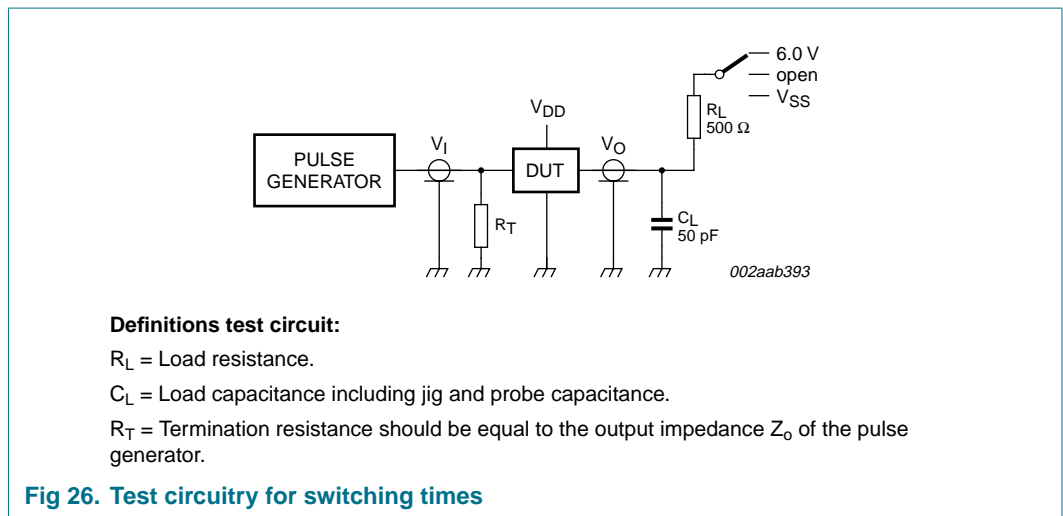 6.0 V
open
VSS
RL
500 Ω
VDD
VI
VO
PULSE
GENERATOR
DUT
RT
CL
50 pF
002aab393
Definitions test circuit:
RL = Load resistance.
CL = Load capacitance including jig and probe capacitance.
RT = Termination resistance should be equal to the output impedance Zo of the pulse
generator.
Fig 26. Test circuitry for switching times